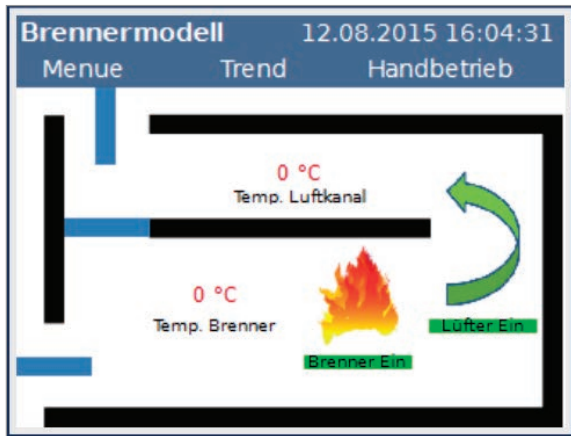 Brennermodell 12.08.2015 16:04:31
Menue Trend Handbetrieb
0 °C
Temp. Luftkanal
0 °C
Temp. Brenner
Lüfter Ein
Brenner Ein